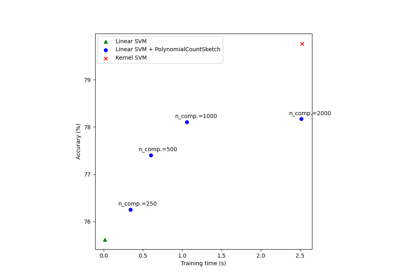 Linear SVM
Linear SVM + PolynomialCountSketch
Kernel SVM
79
78
77
76
Accurary (%)
n_comp.=2000
n_comp.=1000
n_comp.=500
n_comp.=250
0.0 0.5 1.0 1.5 2.0 2.5
Training time (s)